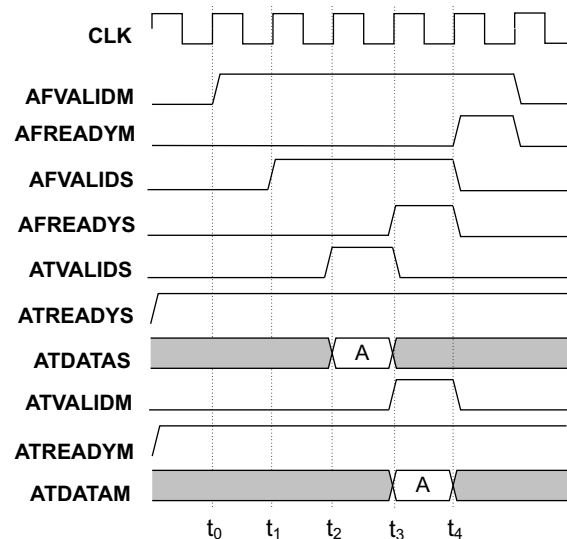 CLK
AFVALIDM
AFREADYM
AFVALIDS
AFREADYS
ATVALIDS
ATREADYS
ATDATAS A
ATVALIDM
ATREADYM
ATDATAM A
t0 t1 t2 t3 t4